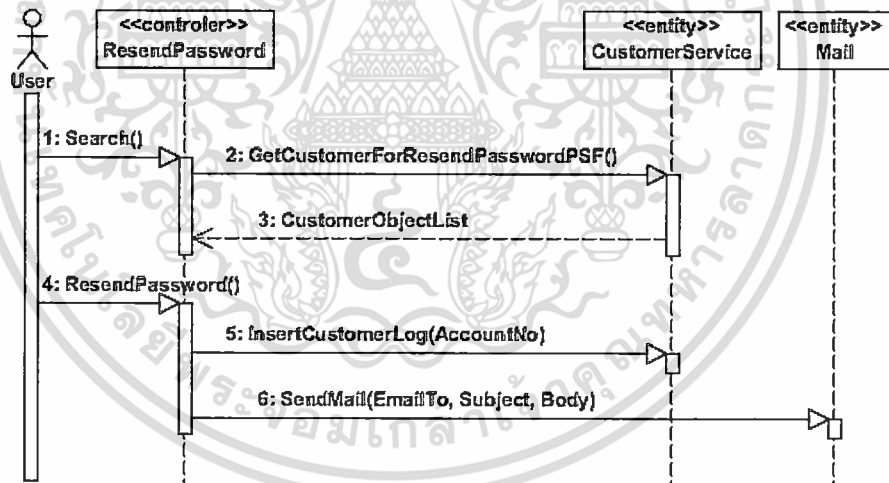 <<controler>>
ResendPassword
<<entity>>
CustomerService
<<entity>>
Mail
User
1: Search()
2: GetCustomerForResendPasswordPSF()
3: CustomerObjectList
4: ResendPassword()
5: InsertCustomerLog(AccountNo)
6: SendMail(EmailTo, Subject, Body)